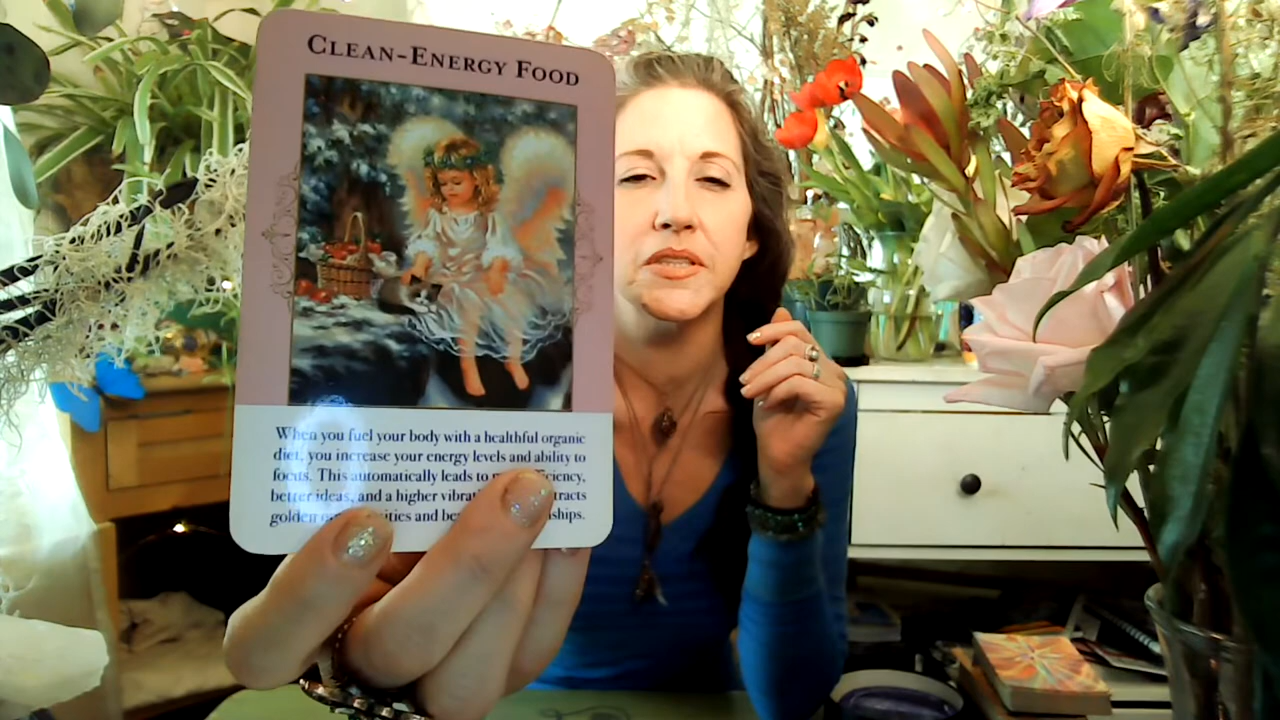 CLEAN-ENERGY FOOD
When you fuel your body with a healthful organic
diet, you increase your energy levels and ability to
focus. This automatically leads to
better ideas, and a higher
golden and